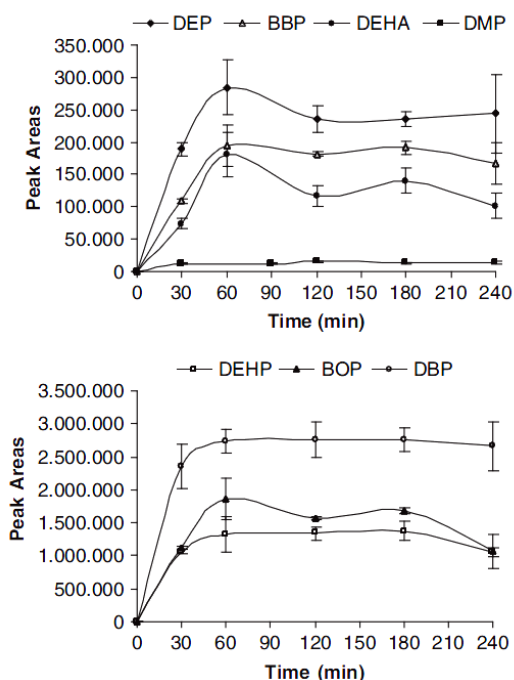 DEP BBP DEHA DMP
350.000
300.000
250.000
200.000
150.000
100.000
50.000
0
Peak Areas
0 30 60 90 120 150 180 210 240
Time (min)
DEHP BOP DBP
3.500.000
3.000.000
2.500.000
2.000.000
1.500.000
1.000.000
500.000
0
Peak Areas
0 30 60 90 120 150 180 210 240
Time (min)